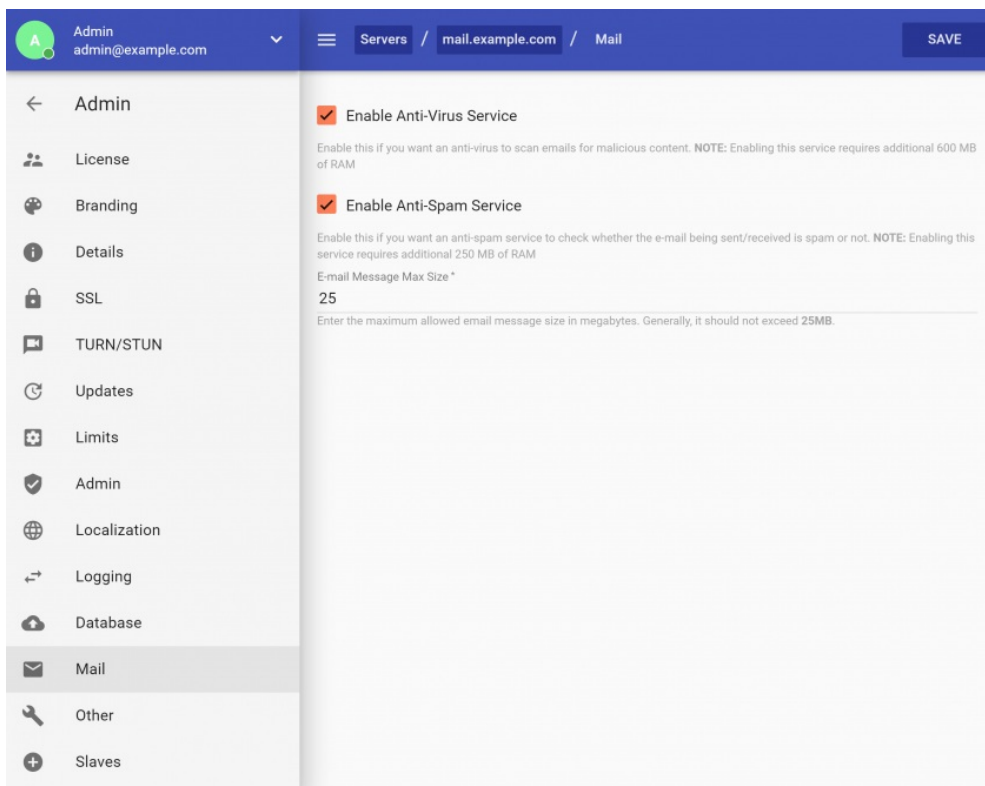 A
Admin
admin@example.com
Servers / mail.example.com / Mail
SAVE
Admin
License
Branding
Details
SSL
TURN/STUN
Updates
Limits
Admin
Localization
Logging
Database
Mail
Other
Slaves
Enable Anti-Virus Service
Enable this if you want an anti-virus to scan emails for malicious content. NOTE: Enabling this service requires additional 600 MB
of RAM
Enable Anti-Spam Service
Enable this if you want an anti-spam service to check whether the e-mail being sent/received is spam or not. NOTE: Enabling this
service requires additional 250 MB of RAM
E-mail Message Max Size *
25
Enter the maximum allowed email message size in megabytes. Generally, it should not exceed 25MB.